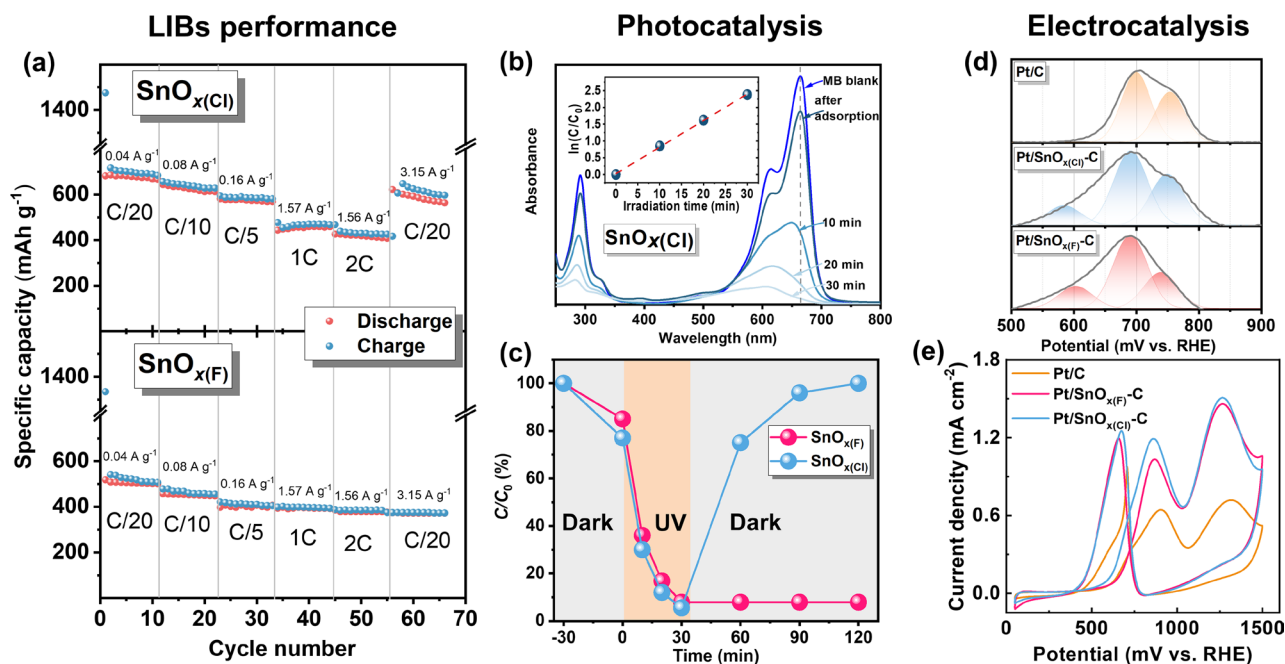 LIBs performance
Photocatalysis
Electrocatalysis
(a)
Specific capacity (mAh g⁻¹)
1400
600
400
200
SnOₓ(Cl)
0.04 A g⁻¹
0.08 A g⁻¹
0.16 A g⁻¹
1.57 A g⁻¹
1.56 A g⁻¹
3.15 A g⁻¹
C/20
C/10
C/5
1C
2C
C/20
Discharge
Charge
1400
600
400
200
SnOₓ(F)
0.04 A g⁻¹
0.08 A g⁻¹
0.16 A g⁻¹
1.57 A g⁻¹
1.56 A g⁻¹
3.15 A g⁻¹
C/20
C/10
C/5
1C
2C
C/20
0 10 20 30 40 50 60 70
Cycle number
(b)
Absorbance
ln(C/C₀)
2.5
2.0
1.5
1.0
0.5
0.0
0 10 20 30
Irradiation time (min)
MB blank
after
adsorption
SnOx(Cl)
10 min
20 min
30 min
300 400 500 600 700 800
Wavelength (nm)
(c)
C/C₀ (%)
100
80
60
40
20
0
SnOₓ(F)
SnOₓ(Cl)
Dark
UV
Dark
-30 0 30 60 90 120
Time (min)
(d)
Pt/C
Pt/SnOₓ(Cl)-C
Pt/SnOₓ(F)-C
500 600 700 800 900
Potential (mV vs. RHE)
(e)
Current dencity (mA cm⁻²)
1.8
1.2
0.6
0.0
Pt/C
Pt/SnOₓ(F)-C
Pt/SnOₓ(Cl)-C
0 500 1000 1500
Potential (mV vs. RHE)